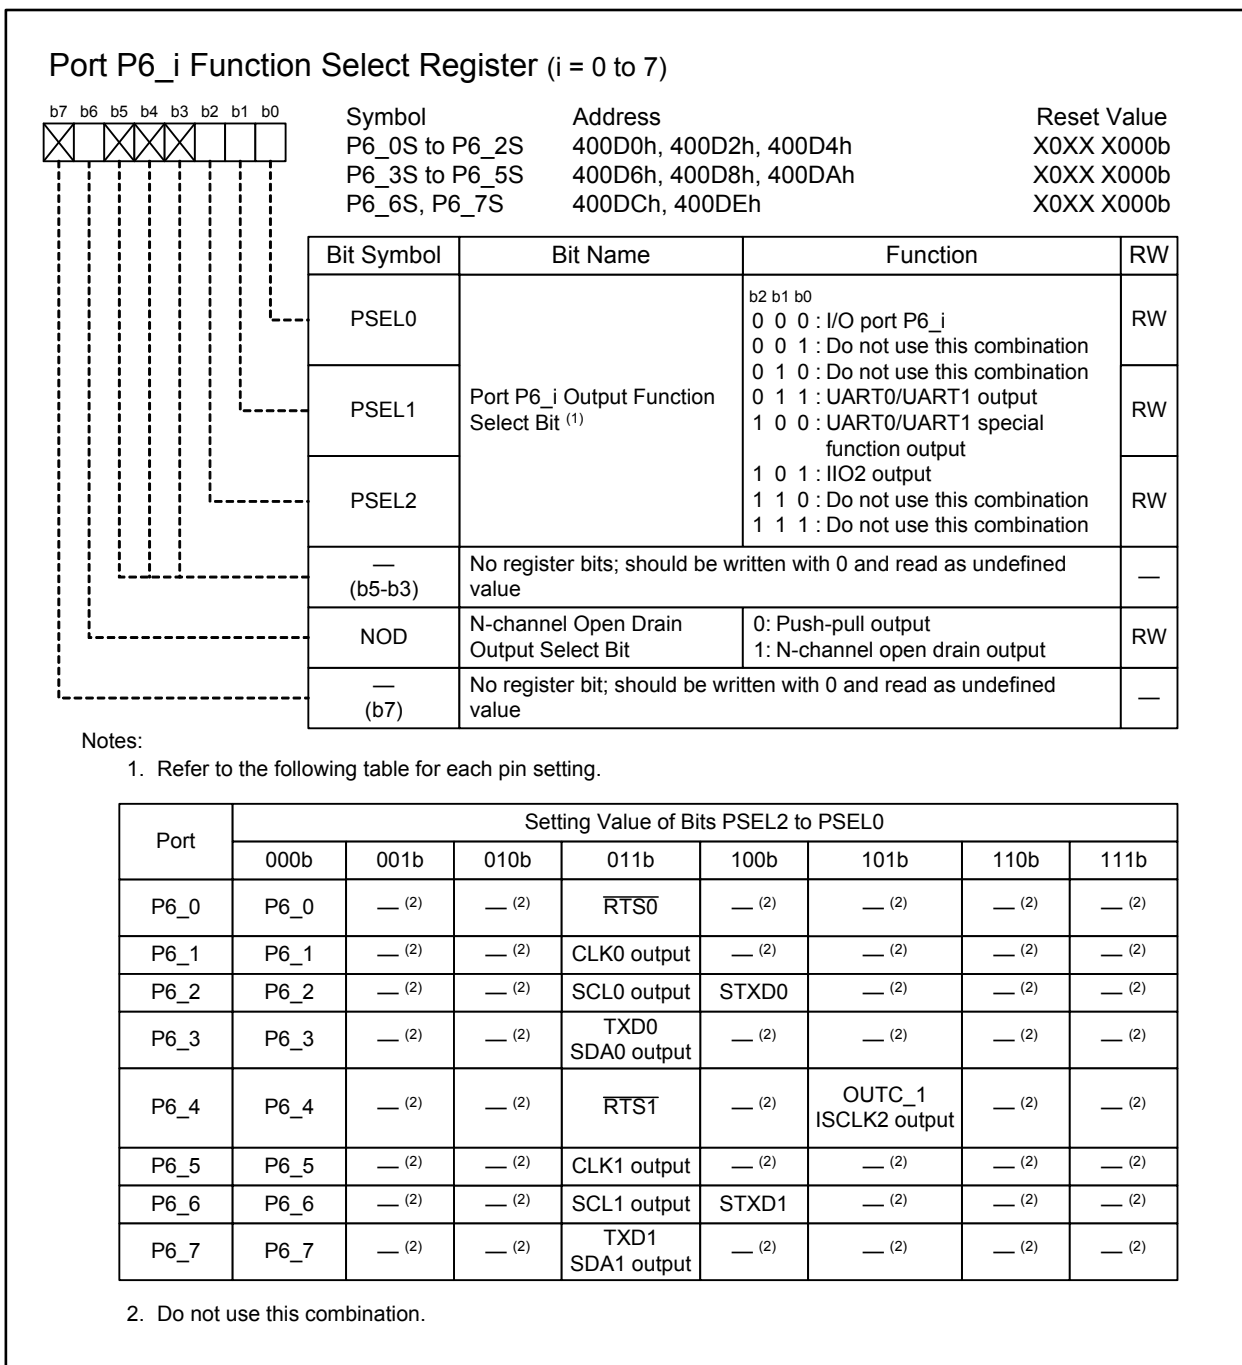 Port P6_i Function Select Register (i = 0 to 7)
b7 b6 b5 b4 b3 b2 b1 b0
Symbol Address Reset Value
P6_0S to P6_2S 400D0h, 400D2h, 400D4h X0XX X000b
P6_3S to P6_5S 400D6h, 400D8h, 400DAh X0XX X000b
P6_6S, P6_7S 400DCh, 400DEh X0XX X000b
Bit Symbol Bit Name Function RW
PSEL0
PSEL1
PSEL2
Port P6_i Output Function
Select Bit (1)
b2 b1 b0
0 0 0 : I/O port P6_i
0 0 1 : Do not use this combination
0 1 0 : Do not use this combination
0 1 1 : UART0/UART1 output
1 0 0 : UART0/UART1 special
function output
1 0 1 : IIO2 output
1 1 0 : Do not use this combination
1 1 1 : Do not use this combination
RW
RW
RW
—
(b5-b3)
No register bits; should be written with 0 and read as undefined
value
—
NOD
N-channel Open Drain
Output Select Bit
0: Push-pull output
1: N-channel open drain output
RW
—
(b7)
No register bit; should be written with 0 and read as undefined
value
—
Notes:
1. Refer to the following table for each pin setting.
Port Setting Value of Bits PSEL2 to PSEL0
000b 001b 010b 011b 100b 101b 110b 111b
P6_0 P6_0 — (2) — (2) RTS0 — (2) — (2) — (2) — (2)
P6_1 P6_1 — (2) — (2) CLK0 output — (2) — (2) — (2) — (2)
P6_2 P6_2 — (2) — (2) SCL0 output STXD0 — (2) — (2) — (2)
P6_3 P6_3 — (2) — (2) TXD0
SDA0 output — (2) — (2) — (2) — (2)
P6_4 P6_4 — (2) — (2) RTS1 — (2) OUTC_1
ISCLK2 output — (2) — (2)
P6_5 P6_5 — (2) — (2) CLK1 output — (2) — (2) — (2) — (2)
P6_6 P6_6 — (2) — (2) SCL1 output STXD1 — (2) — (2) — (2)
P6_7 P6_7 — (2) — (2) TXD1
SDA1 output — (2) — (2) — (2) — (2)
2. Do not use this combination.